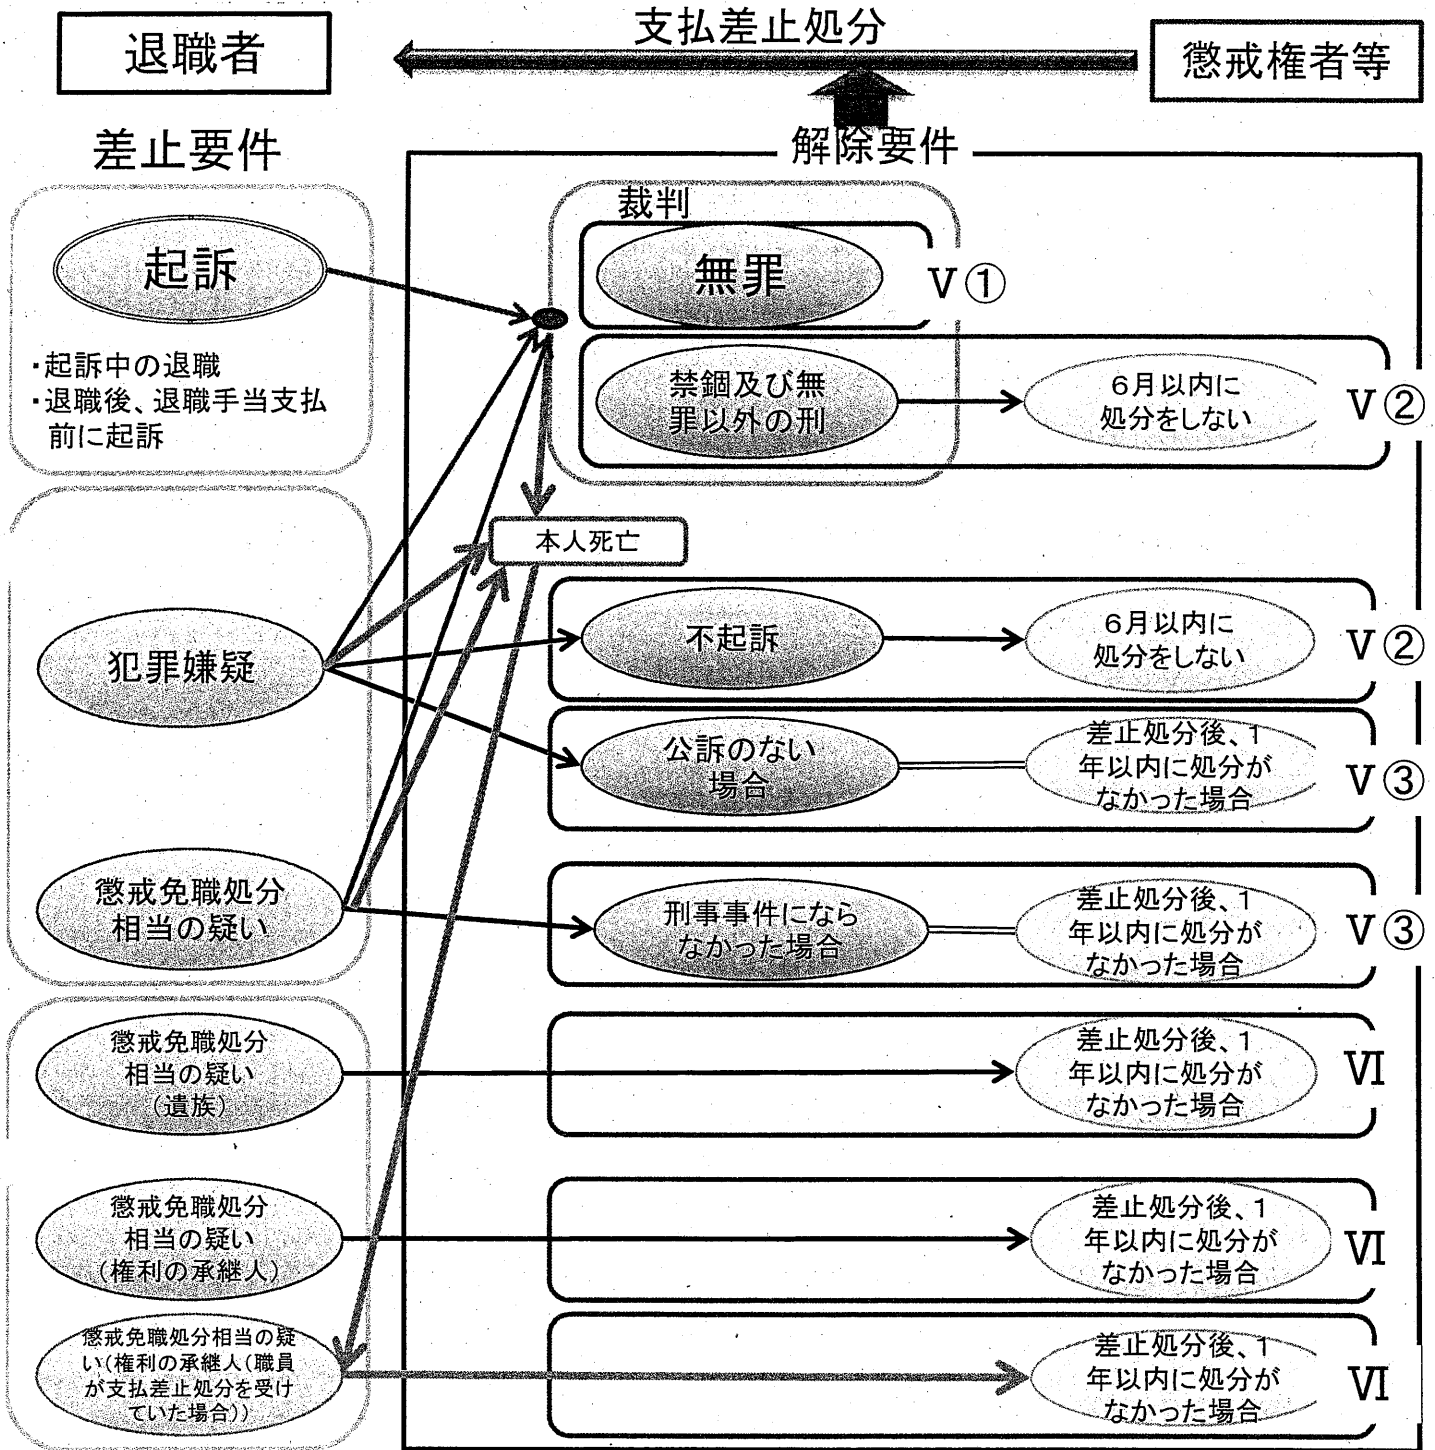 支払差止処分
退職者
懲戒権者等
差止要件
解除要件
起訴
・起訴中の退職
・退職後、退職手当支払
前に起訴
裁判
無罪
Ⅴ①
禁錮及び無
罪以外の刑
6月以内に
処分をしない
Ⅴ②
本人死亡
犯罪嫌疑
不起訴
6月以内に
処分をしない
Ⅴ②
公訴のない
場合
差止処分後、1
年以内に処分が
なかった場合
Ⅴ③
懲戒免職処分
相当の疑い
刑事事件になら
なかった場合
差止処分後、1
年以内に処分が
なかった場合
Ⅴ③
懲戒免職処分
相当の疑い
(遺族)
差止処分後、1
年以内に処分が
なかった場合
Ⅵ
懲戒免職処分
相当の疑い
(権利の承継人)
差止処分後、1
年以内に処分が
なかった場合
Ⅵ
懲戒免職処分相当の疑
い(権利の承継人(職員
が支払差止処分を受け
ていた場合))
差止処分後、1
年以内に処分が
なかった場合
Ⅵ